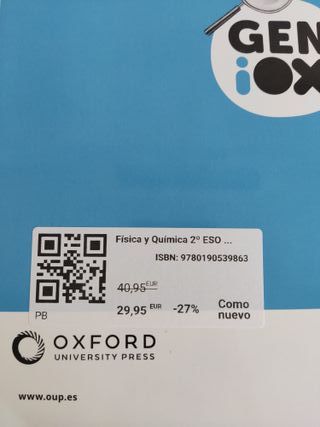 GEN
iOX
Física y Química 2º ESO ...
ISBN: 9780190539863
40,95 EUR
29,95 EUR -27% Como nuevo
PB
OXFORD
UNIVERSITY PRESS
www.oup.es